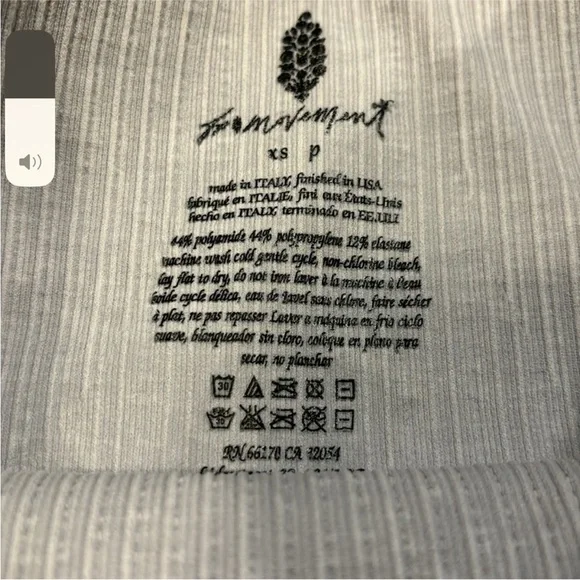 movement
xs p
made in ITALY, finished in USA
fabriqué en ITALIE, fini aux États-Unis
hecho en ITALY, terminado en EE.UU
44% polyamide 44% polypropylene 12% elastane
machine wash cold gentle cycle, non-chlorine bleach,
lay flat to dry, do not iron laver à la machine à l'eau
froide cycle délica, eau de Javel sans chlore, faire sécher
à plat, ne pas repasser Lavar a máquina en frío ciclo
suave, blanqueador sin cloro, coloque en plano para
secar, no planchar
30
30
RN 66170 CA 32054